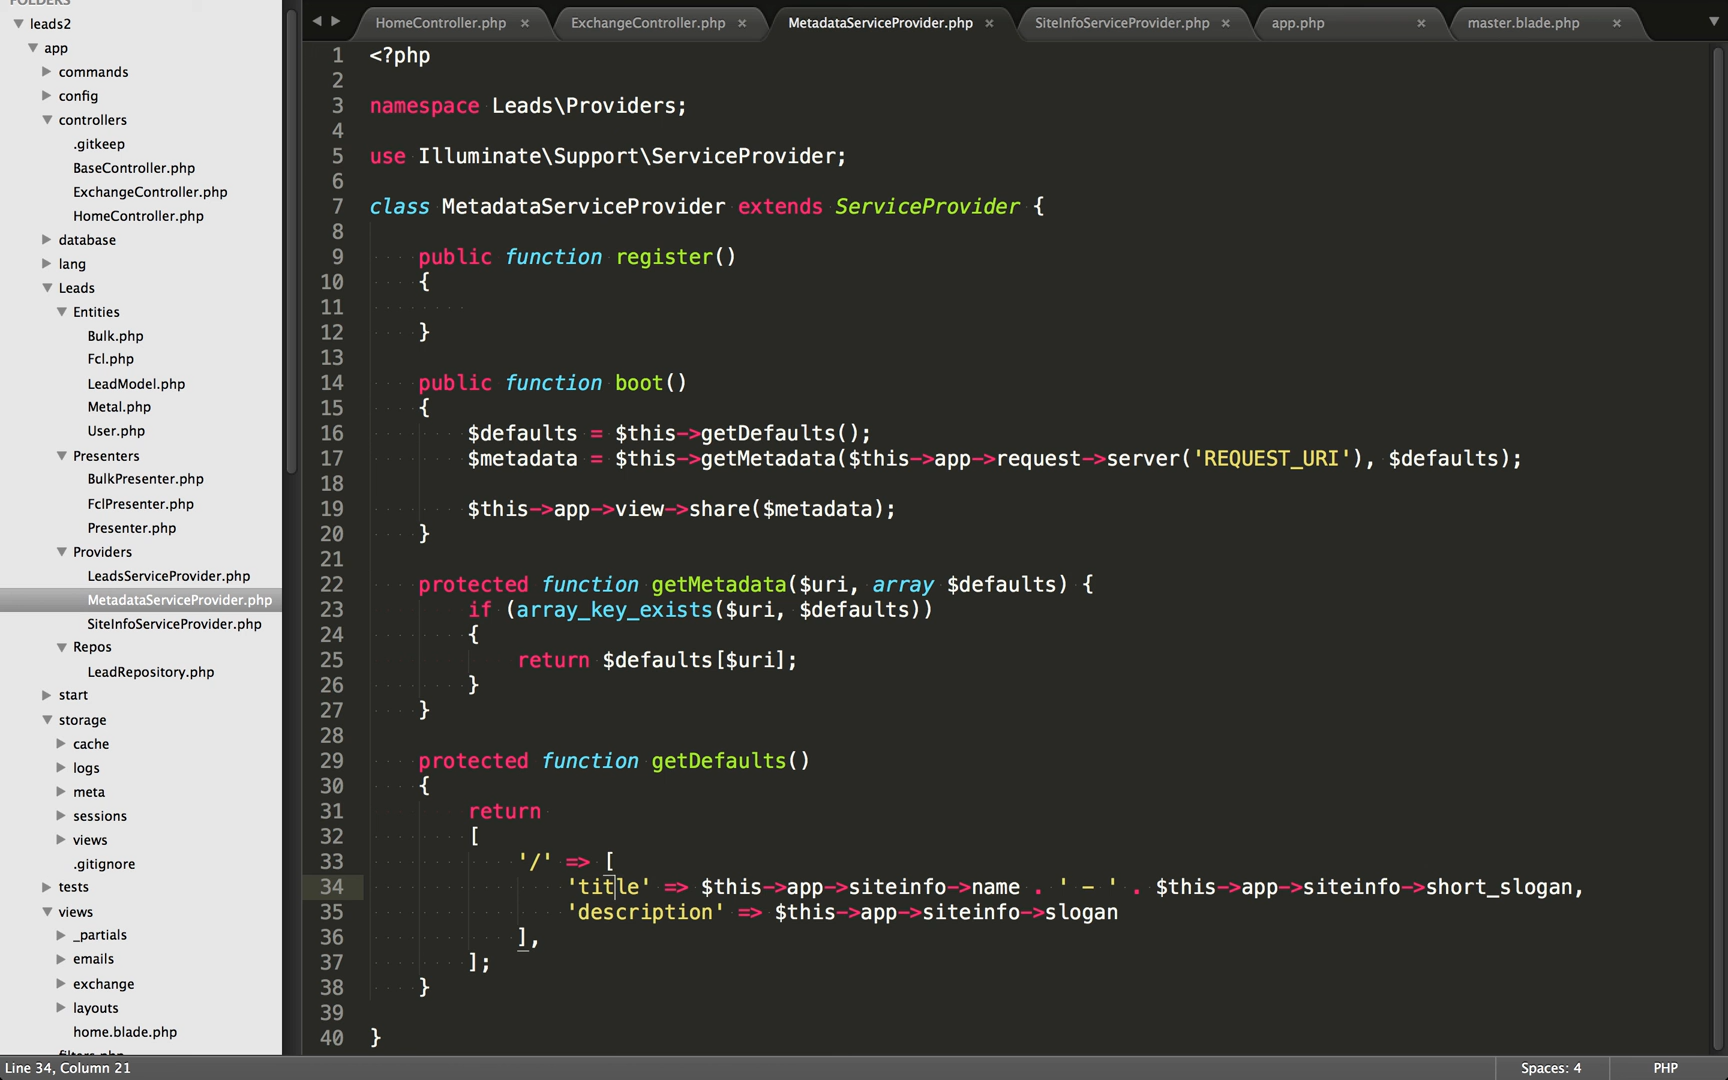 FOLDERS
leads2
app
commands
config
controllers
.gitkeep
BaseController.php
ExchangeController.php
HomeController.php
database
lang
Leads
Entities
Bulk.php
Fcl.php
LeadModel.php
Metal.php
User.php
Presenters
BulkPresenter.php
FclPresenter.php
Presenter.php
Providers
LeadsServiceProvider.php
MetadataServiceProvider.php
SiteInfoServiceProvider.php
Repos
LeadRepository.php
start
storage
cache
logs
meta
sessions
views
.gitignore
tests
views
_partials
emails
exchange
layouts
home.blade.php
filters.php
HomeController.php × ExchangeController.php × MetadataServiceProvider.php × SiteInfoServiceProvider.php × app.php × master.blade.php ×
1 <?php
2
3 namespace Leads\Providers;
4
5 use Illuminate\Support\ServiceProvider;
6
7 class MetadataServiceProvider extends ServiceProvider {
8
9 public function register()
10 {
11
12 }
13
14 public function boot()
15 {
16 $defaults = $this->getDefaults();
17 $metadata = $this->getMetadata($this->app->request->server('REQUEST_URI'), $defaults);
18
19 $this->app->view->share($metadata);
20 }
21
22 protected function getMetadata($uri, array $defaults) {
23 if (array_key_exists($uri, $defaults))
24 {
25 return $defaults[$uri];
26 }
27 }
28
29 protected function getDefaults()
30 {
31 return
32 [
33 '/' => [
34 'title' => $this->app->siteinfo->name . ' - ' . $this->app->siteinfo->short_slogan,
35 'description' => $this->app->siteinfo->slogan
36 ],
37 ];
38 }
39
40 }
Line 34, Column 21 Spaces: 4 PHP